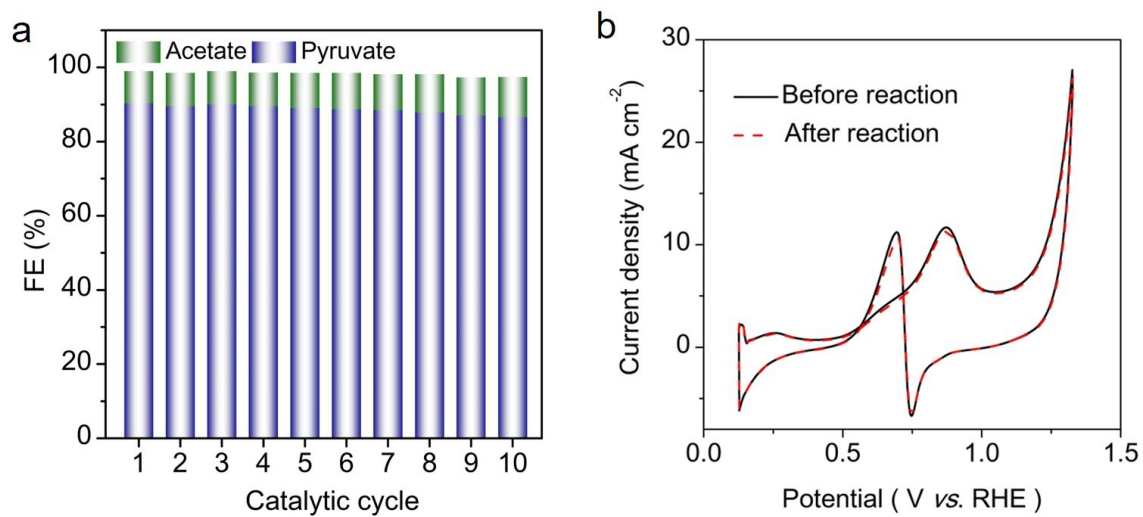 a
Acetate Pyruvate
100
80
60
40
20
0
FE (%)
1 2 3 4 5 6 7 8 9 10
Catalytic cycle
b
30
20
10
0
Current density (mA cm⁻²)
Before reaction
After reaction
0.0 0.5 1.0 1.5
Potential ( V vs. RHE )